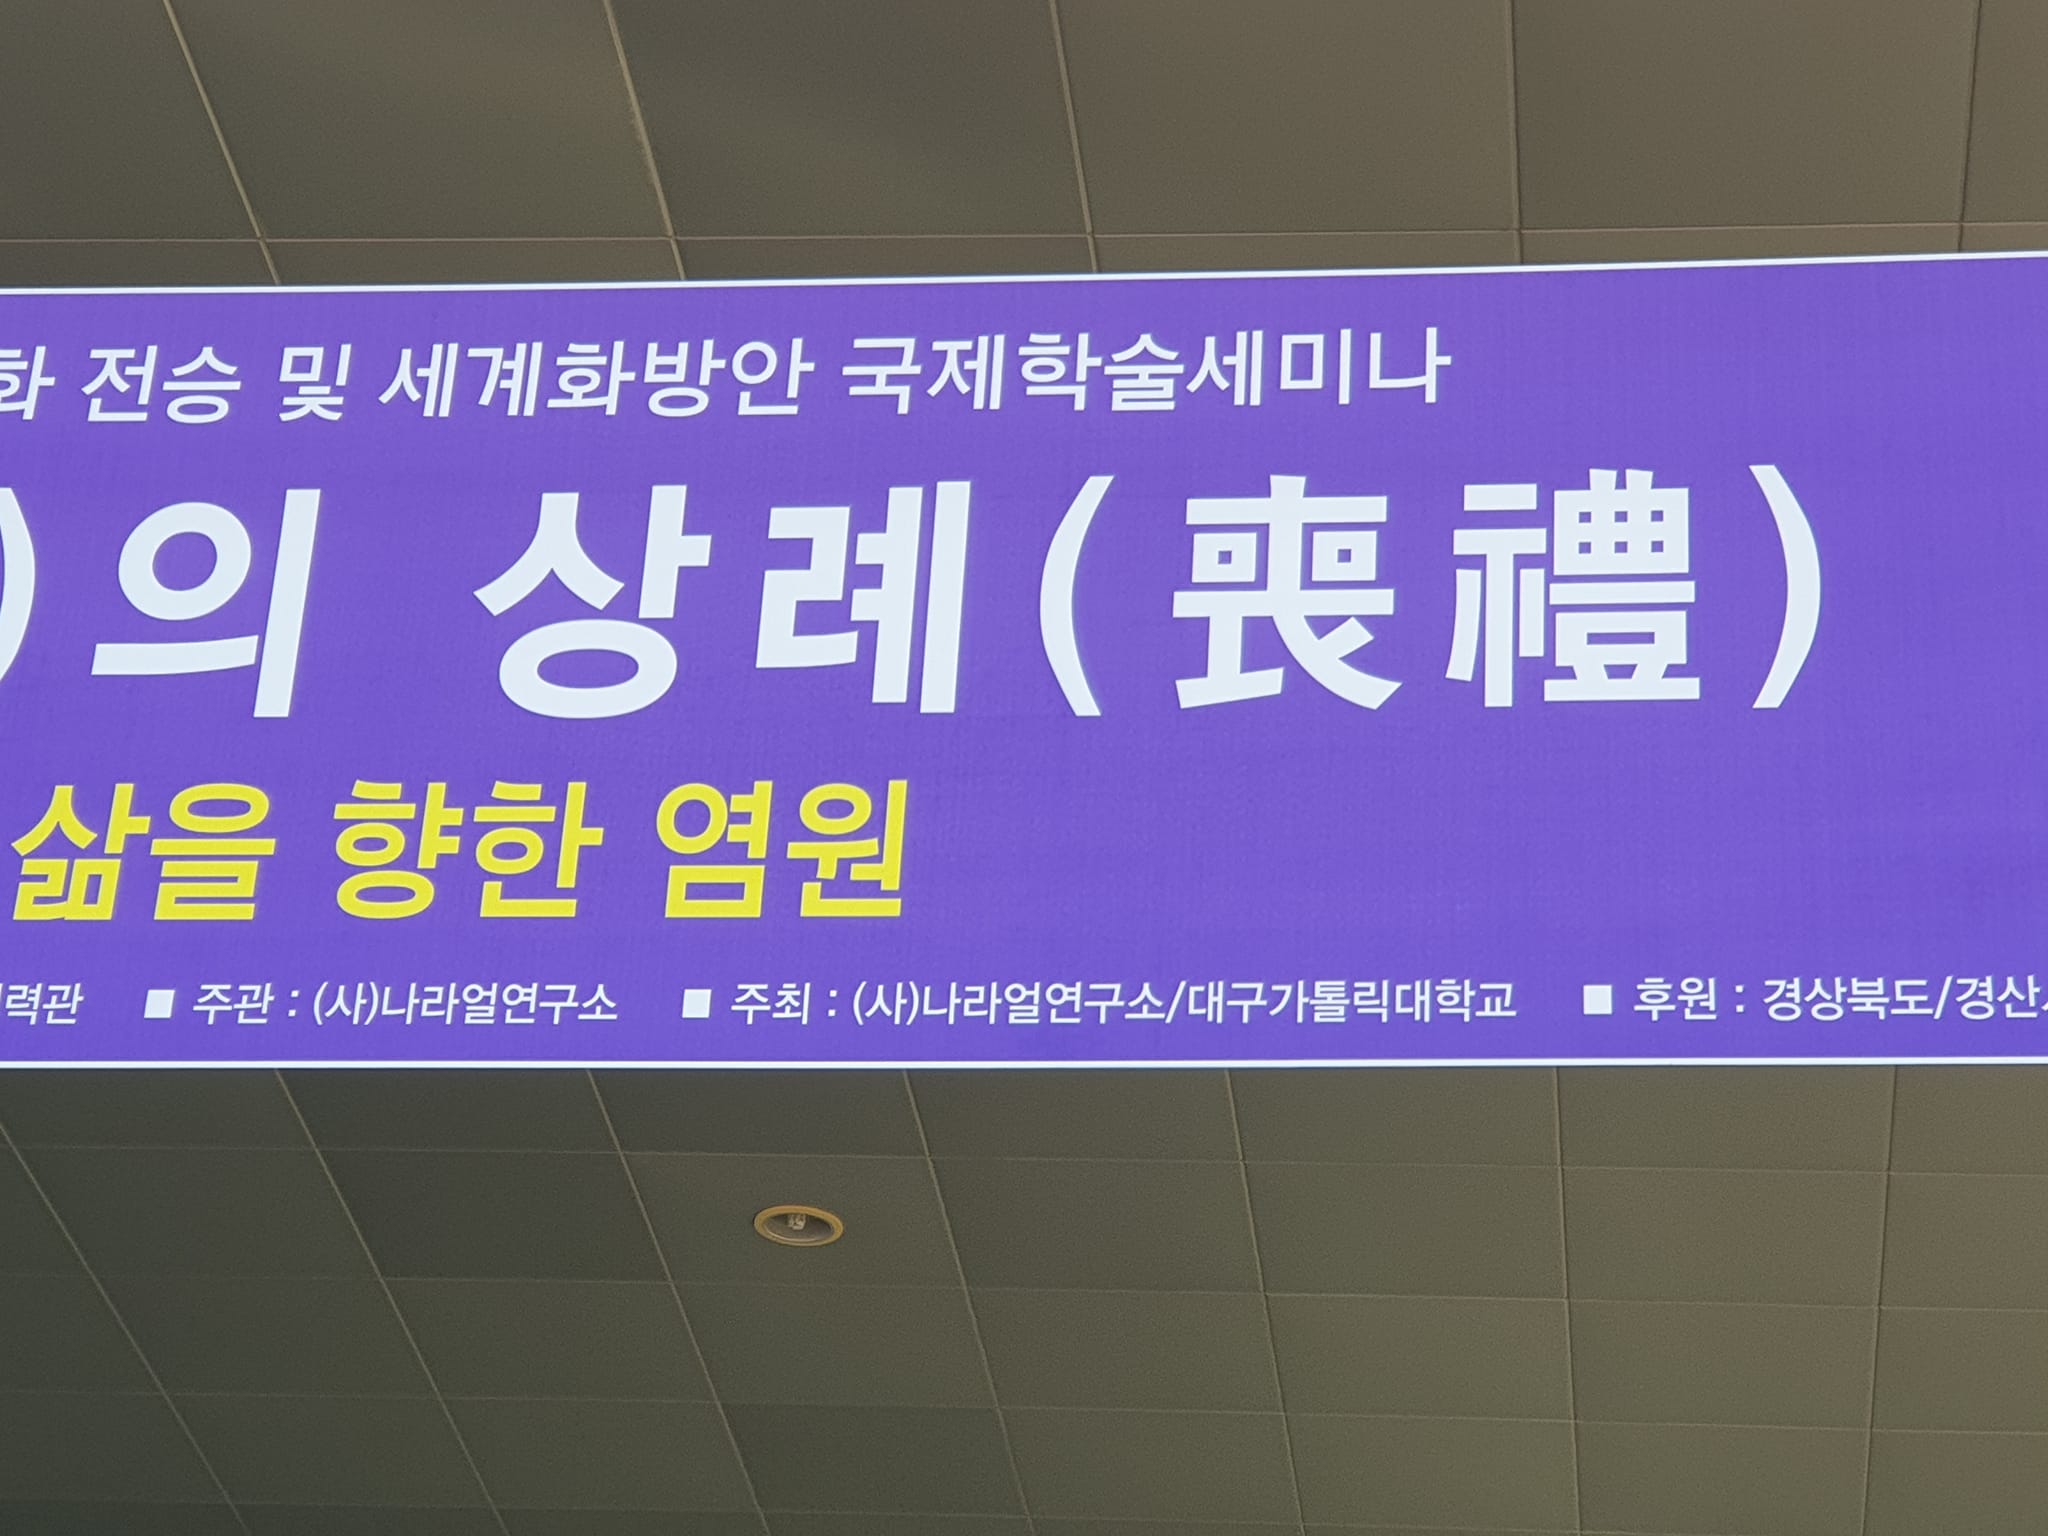 화 전승 및 세계화방안 국제학술세미나
)의 상례(喪禮)
삶을 향한 염원
력관 ■ 주관 : (사)나라얼연구소 ■ 주최 : (사)나라얼연구소/대구가톨릭대학교 ■ 후원 : 경상북도/경산